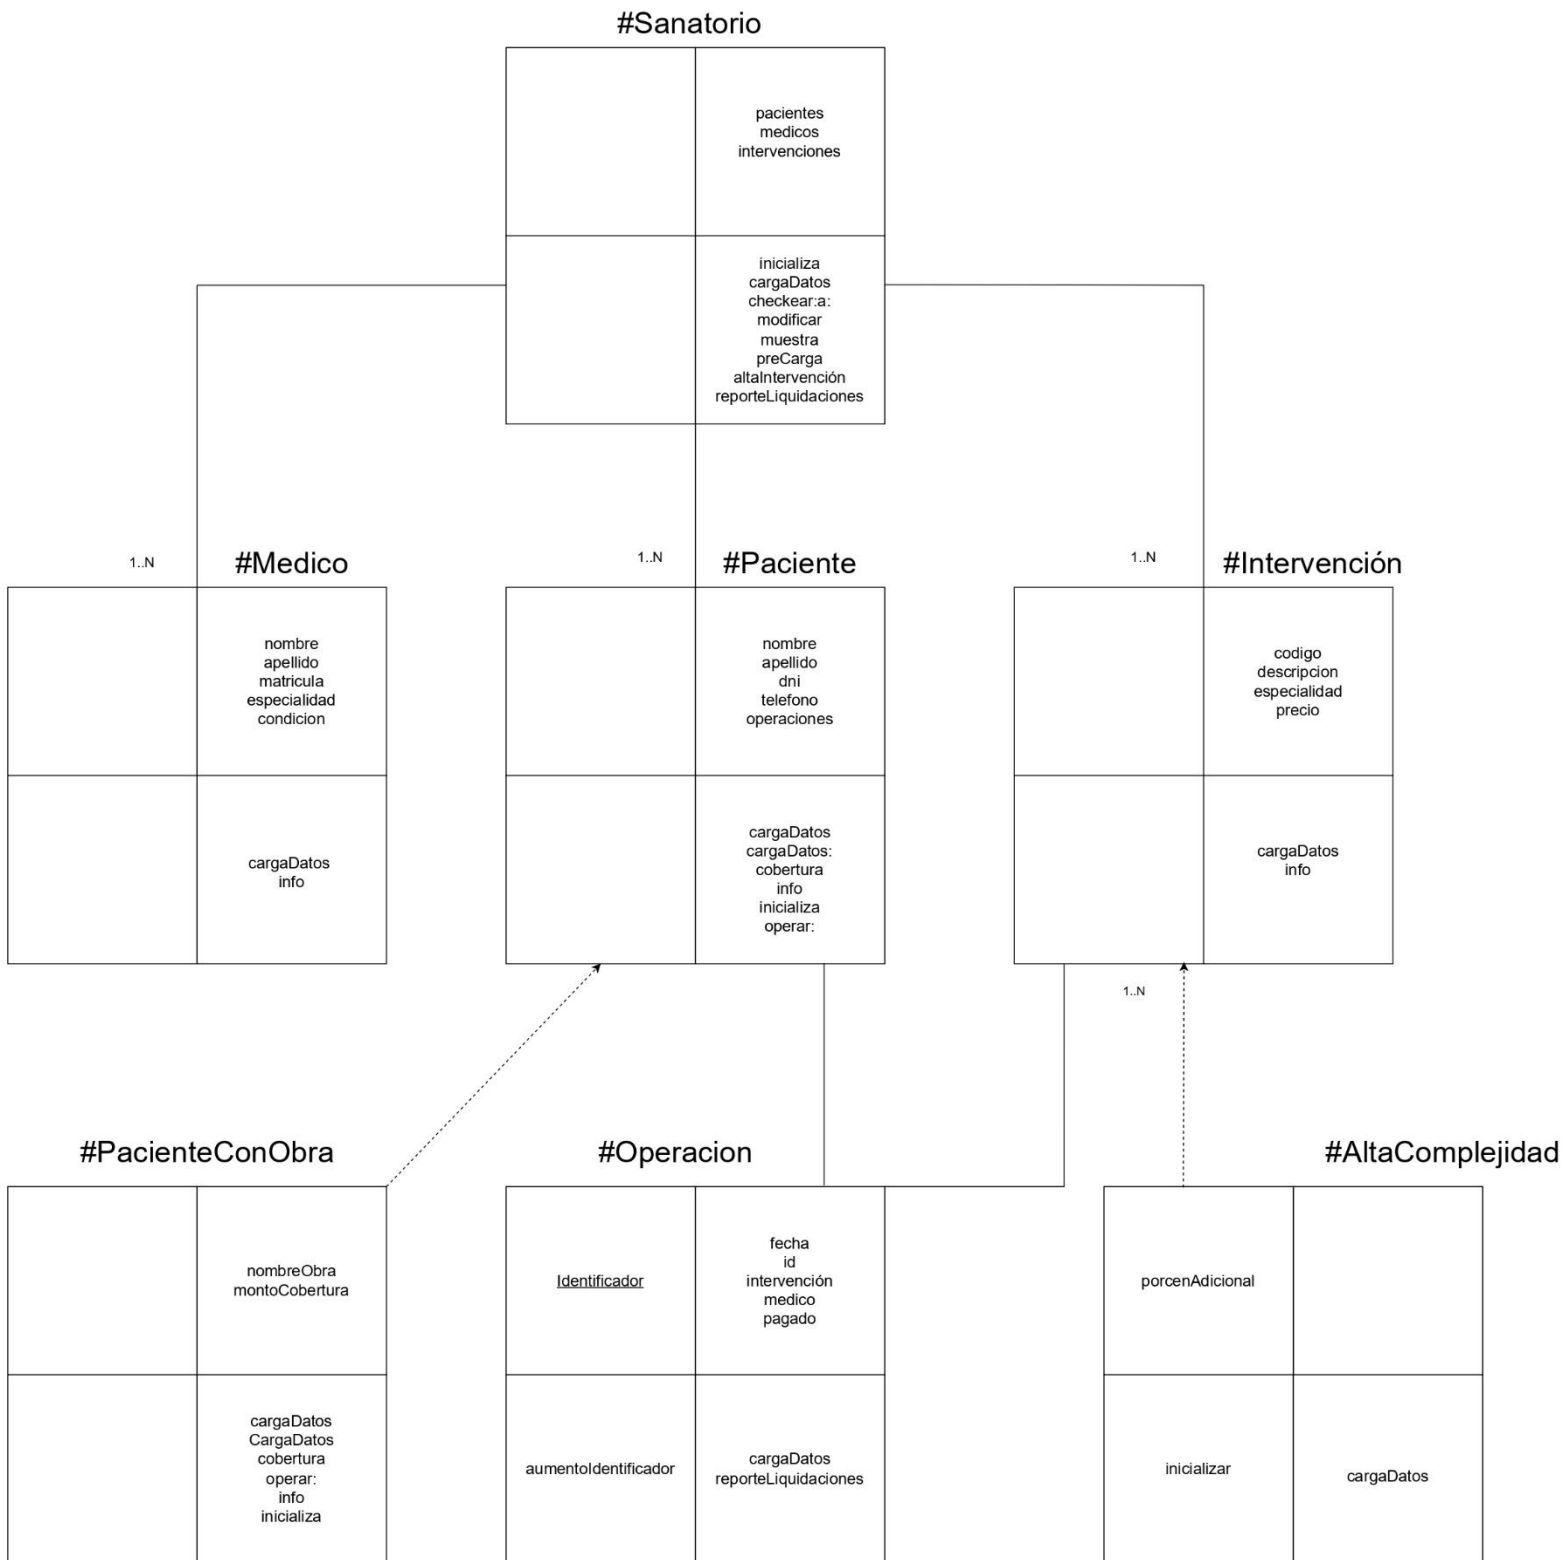 #Sanatorio
pacientes
medicos
intervenciones
inicializa
cargaDatos
checkear:a:
modificar
muestra
preCarga
altaIntervención
reporteLiquidaciones
1..N
#Medico
nombre
apellido
matricula
especialidad
condicion
cargaDatos
info
1..N
#Paciente
nombre
apellido
dni
telefono
operaciones
cargaDatos
cargaDatos:
cobertura
info
inicializa
operar:
1..N
#Intervención
codigo
descripcion
especialidad
precio
cargaDatos
info
1..N
#PacienteConObra
nombreObra
montoCobertura
cargaDatos
CargaDatos
cobertura
operar:
info
inicializa
#Operacion
Identificador
fecha
id
intervención
medico
pagado
aumentoIdentificador
cargaDatos
reporteLiquidaciones
#AltaComplejidad
porcenAdicional
inicializar
cargaDatos